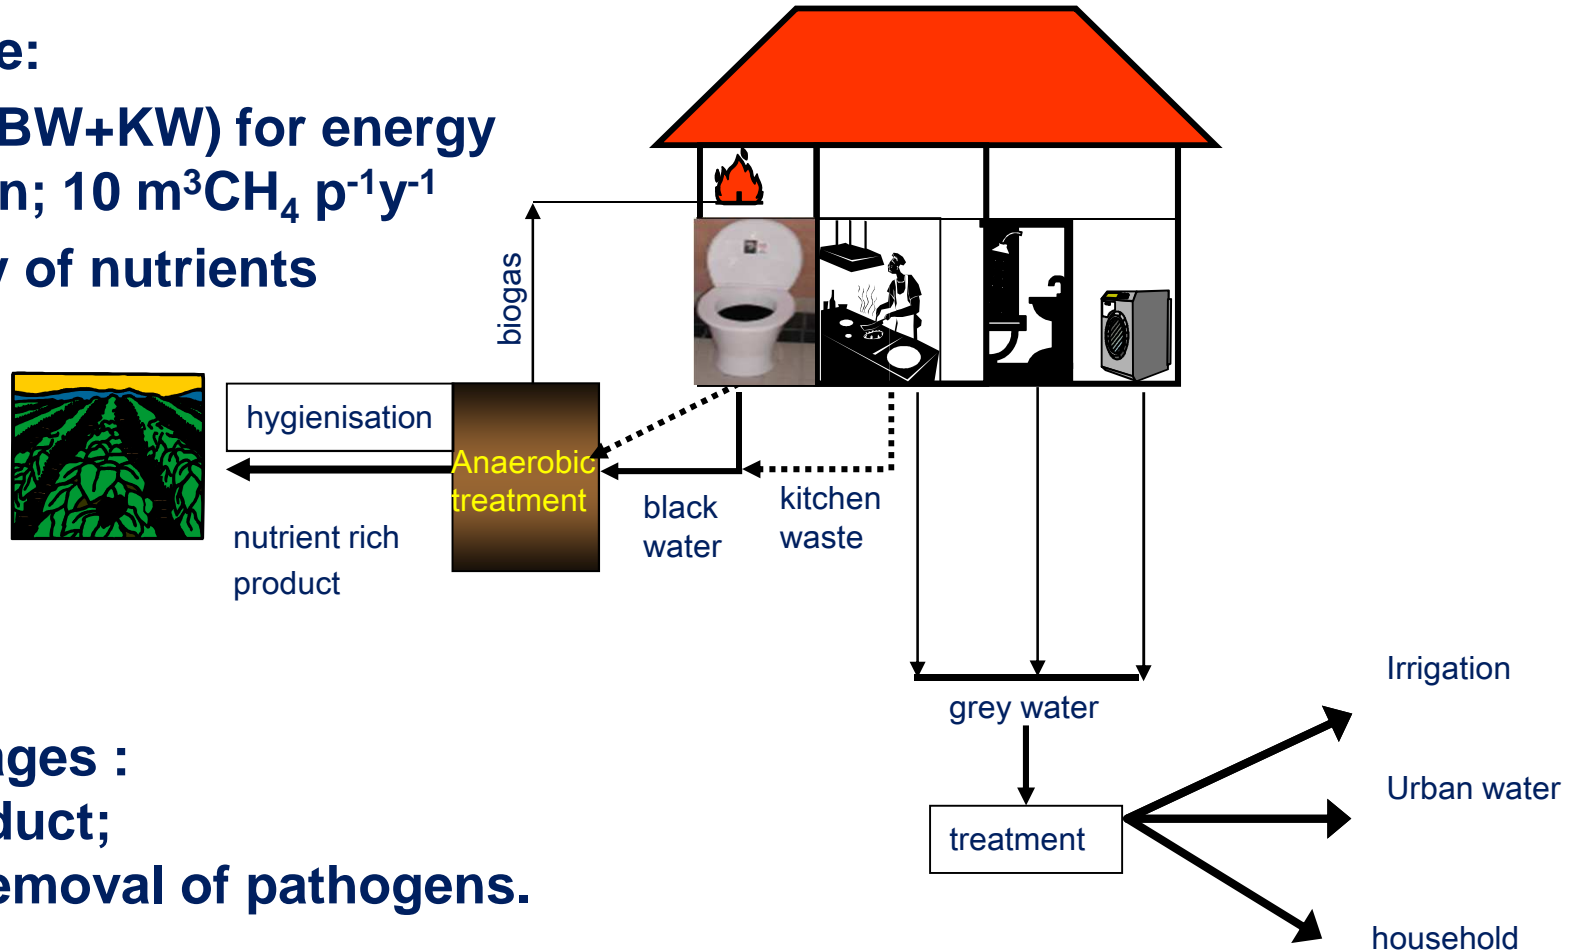 e:
BW+KW) for energy
n; 10 m³CH₄ p⁻¹y⁻¹
y of nutrients
biogas
hygienisation
Anaerobic
treatment
nutrient rich
product
black
water
kitchen
waste
grey water
treatment
Irrigation
Urban water
household
ages :
duct;
emoval of pathogens.